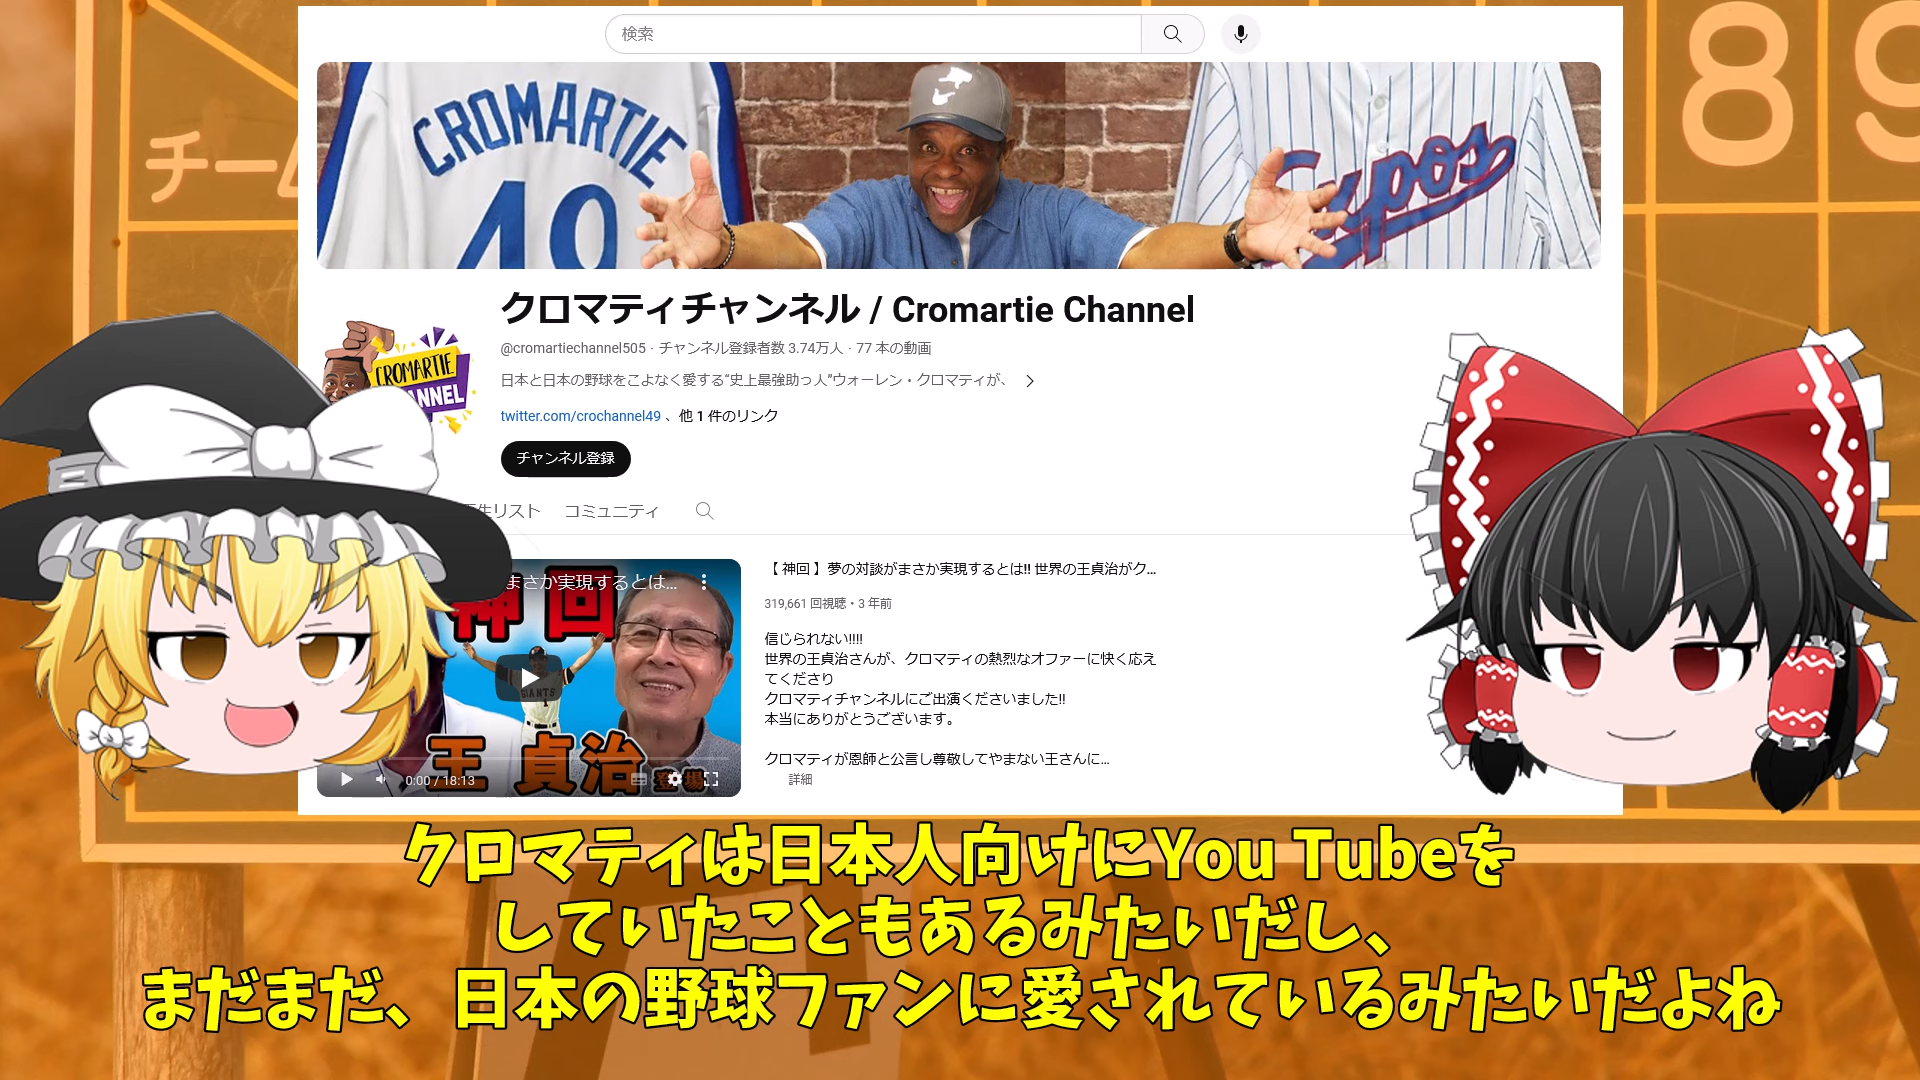 検索
チーム
8 9
CROMARTIE
49
Expos
クロマティチャンネル / Cromartie Channel
@cromartiechannel505 · チャンネル登録者数 3.74万人 · 77 本の動画
日本と日本の野球をこよなく愛する“史上最強助っ人”ウォーレン・クロマティが、
twitter.com/crochannel49 、他 1 件のリンク
チャンネル登録
CROMARTIE
生リスト コミュニティ
まさか実現するとは...
神回
GIANTS
王 貞治
登場
0:00 / 18:13
【 神回 】夢の対談がまさか実現するとは!! 世界の王貞治がク...
319,661 回視聴・3 年前
信じられない!!!!
世界の王貞治さんが、クロマティの熱烈なオファーに快く応え
てくださり
クロマティチャンネルにご出演くださいました!!
本当にありがとうございます。
クロマティが恩師と公言し尊敬してやまない王さんに...
詳細
クロマティは日本人向けにYou Tubeを
していたこともあるみたいだし、
まだまだ、日本の野球ファンに愛されているみたいだよね